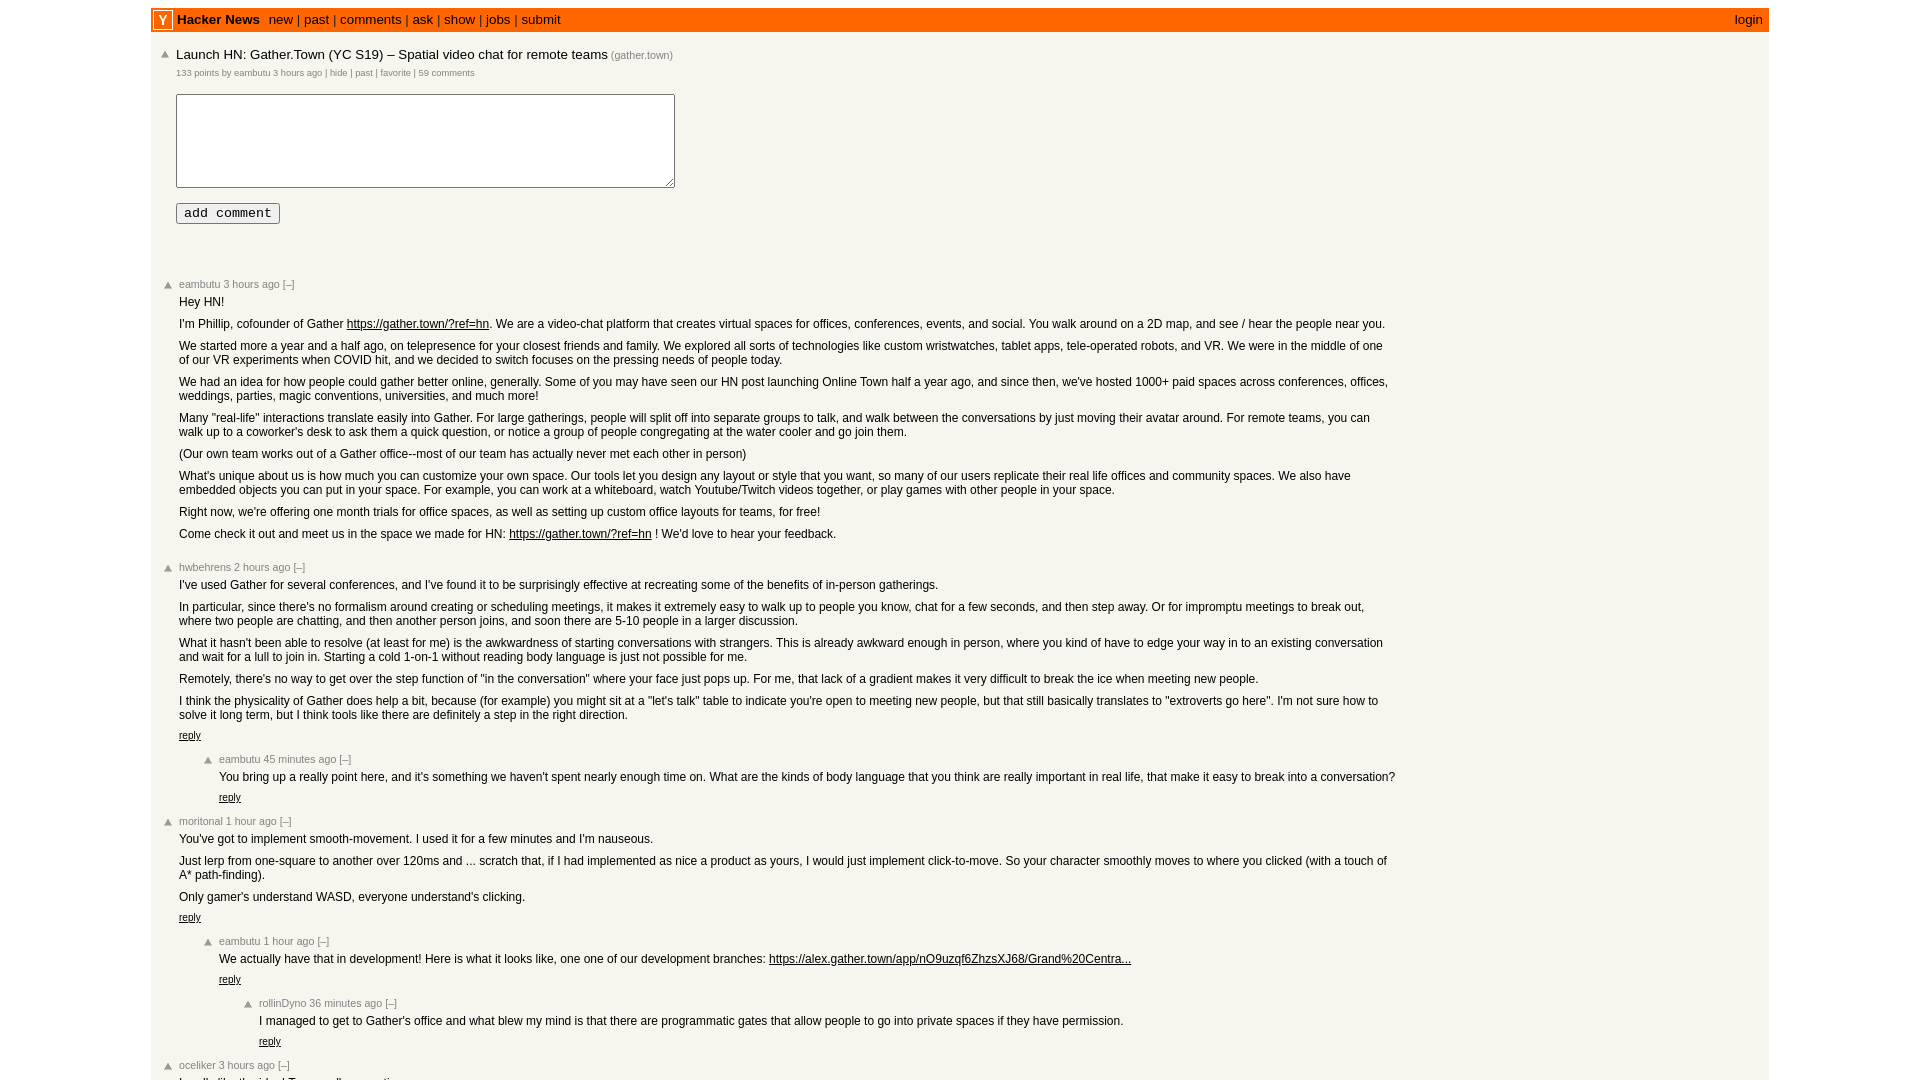 Y Hacker News new | past | comments | ask | show | jobs | submit login
Launch HN: Gather.Town (YC S19) – Spatial video chat for remote teams (gather.town)
133 points by eambutu 3 hours ago | hide | past | favorite | 59 comments
add comment
eambutu 3 hours ago [–]
Hey HN!
I'm Phillip, cofounder of Gather https://gather.town/?ref=hn. We are a video-chat platform that creates virtual spaces for offices, conferences, events, and social. You walk around on a 2D map, and see / hear the people near you.
We started more a year and a half ago, on telepresence for your closest friends and family. We explored all sorts of technologies like custom wristwatches, tablet apps, tele-operated robots, and VR. We were in the middle of one
of our VR experiments when COVID hit, and we decided to switch focuses on the pressing needs of people today.
We had an idea for how people could gather better online, generally. Some of you may have seen our HN post launching Online Town half a year ago, and since then, we've hosted 1000+ paid spaces across conferences, offices,
weddings, parties, magic conventions, universities, and much more!
Many "real-life" interactions translate easily into Gather. For large gatherings, people will split off into separate groups to talk, and walk between the conversations by just moving their avatar around. For remote teams, you can
walk up to a coworker's desk to ask them a quick question, or notice a group of people congregating at the water cooler and go join them.
(Our own team works out of a Gather office--most of our team has actually never met each other in person)
What's unique about us is how much you can customize your own space. Our tools let you design any layout or style that you want, so many of our users replicate their real life offices and community spaces. We also have
embedded objects you can put in your space. For example, you can work at a whiteboard, watch Youtube/Twitch videos together, or play games with other people in your space.
Right now, we're offering one month trials for office spaces, as well as setting up custom office layouts for teams, for free!
Come check it out and meet us in the space we made for HN: https://gather.town/?ref=hn ! We'd love to hear your feedback.
hwbehrens 2 hours ago [–]
I've used Gather for several conferences, and I've found it to be surprisingly effective at recreating some of the benefits of in-person gatherings.
In particular, since there's no formalism around creating or scheduling meetings, it makes it extremely easy to walk up to people you know, chat for a few seconds, and then step away. Or for impromptu meetings to break out,
where two people are chatting, and then another person joins, and soon there are 5-10 people in a larger discussion.
What it hasn't been able to resolve (at least for me) is the awkwardness of starting conversations with strangers. This is already awkward enough in person, where you kind of have to edge your way in to an existing conversation
and wait for a lull to join in. Starting a cold 1-on-1 without reading body language is just not possible for me.
Remotely, there's no way to get over the step function of "in the conversation" where your face just pops up. For me, that lack of a gradient makes it very difficult to break the ice when meeting new people.
I think the physicality of Gather does help a bit, because (for example) you might sit at a "let's talk" table to indicate you're open to meeting new people, but that still basically translates to "extroverts go here". I'm not sure how to
solve it long term, but I think tools like there are definitely a step in the right direction.
reply
eambutu 45 minutes ago [–]
You bring up a really point here, and it's something we haven't spent nearly enough time on. What are the kinds of body language that you think are really important in real life, that make it easy to break into a conversation?
reply
moritonal 1 hour ago [–]
You've got to implement smooth-movement. I used it for a few minutes and I'm nauseous.
Just lerp from one-square to another over 120ms and ... scratch that, if I had implemented as nice a product as yours, I would just implement click-to-move. So your character smoothly moves to where you clicked (with a touch of
A* path-finding).
Only gamer's understand WASD, everyone understand's clicking.
reply
eambutu 1 hour ago [–]
We actually have that in development! Here is what it looks like, one one of our development branches: https://alex.gather.town/app/nO9uzqf6ZhzsXJ68/Grand%20Centra...
reply
rollinDyno 36 minutes ago [–]
I managed to get to Gather's office and what blew my mind is that there are programmatic gates that allow people to go into private spaces if they have permission.
reply
oceliker 3 hours ago [–]